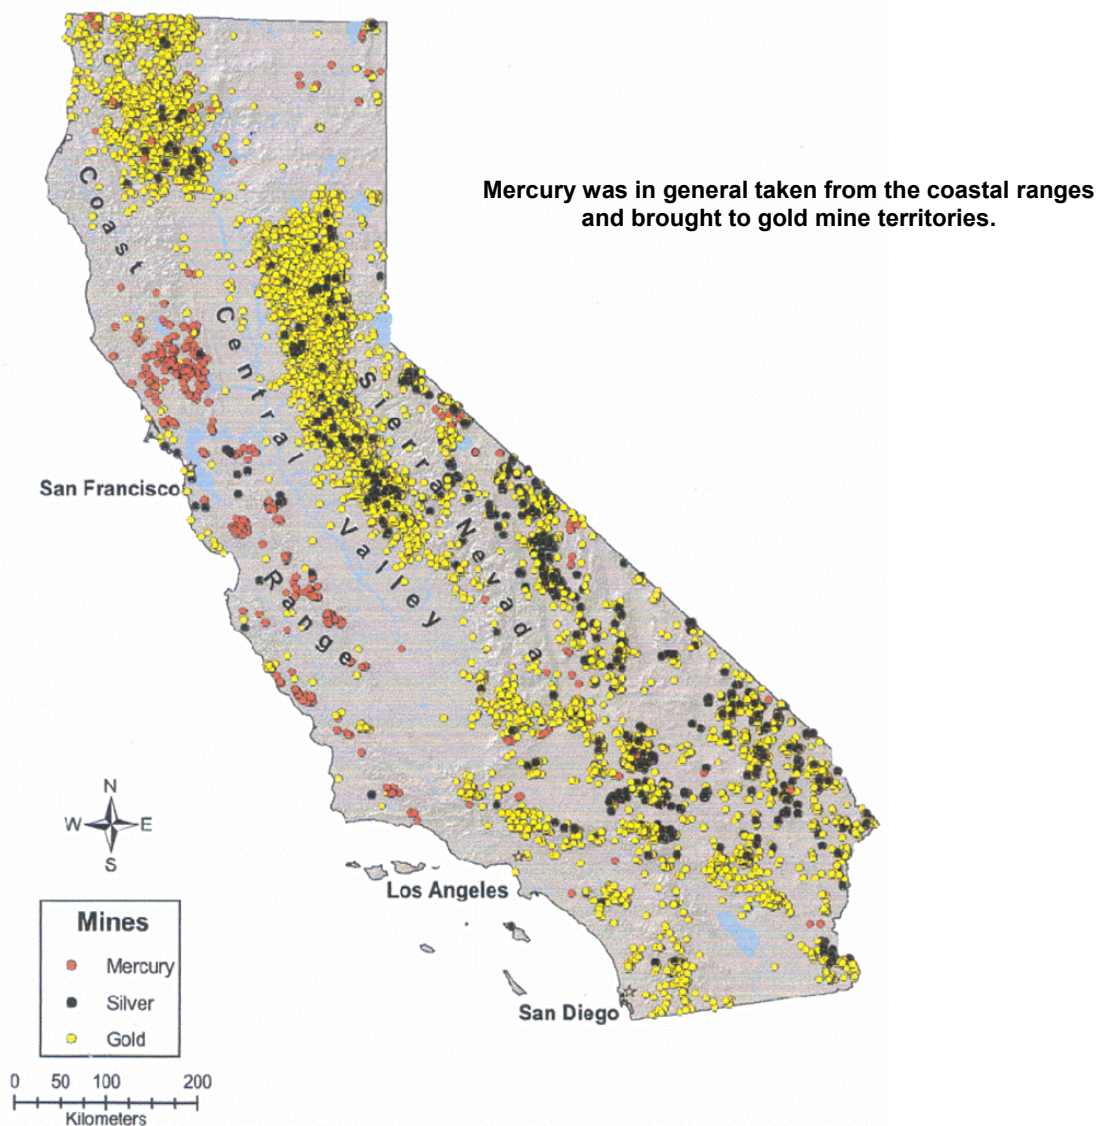 Mercury was in general taken from the coastal ranges
and brought to gold mine territories.
Coast
Central
Sierra
San Francisco
Nevada
Valley
Range
N
W E
S
Los Angeles
Mines
Mercury
Silver
Gold
San Diego
0 50 100 200
Kilometers